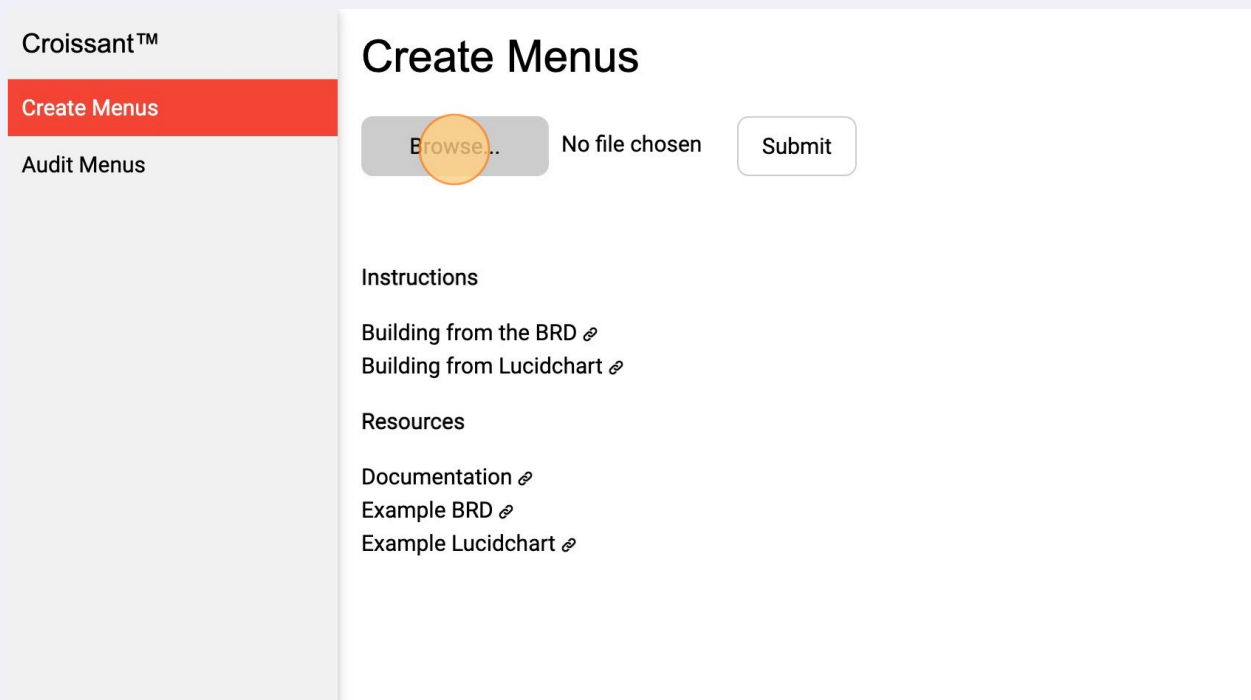 Croissant™
Create Menus
Audit Menus
Create Menus
Browse...
No file chosen
Submit
Instructions
Building from the BRD
Building from Lucidchart
Resources
Documentation
Example BRD
Example Lucidchart